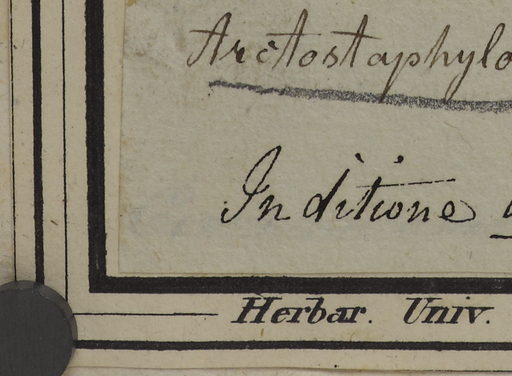 Arctostaphylo
In ditione
Herbar. Univ.